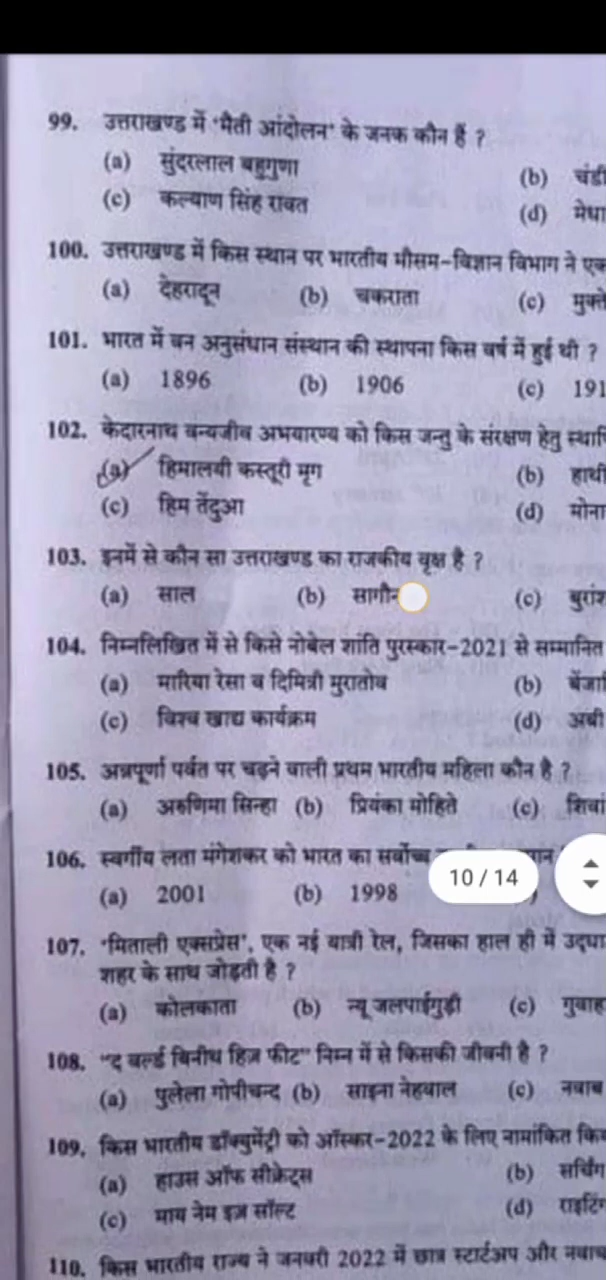 99. उत्तराखण्ड में 'मैती आंदोलन' के जनक कौन हैं ?
(a) सुंदरलाल बहुगुणा (b) चंडी
(c) कल्याण सिंह रावत (d) मेधा
100. उत्तराखण्ड में किस स्थान पर भारतीय मौसम-विज्ञान विभाग ने एक
(a) देहरादून (b) चकराता (c) मुक्ते
101. भारत में वन अनुसंधान संस्थान की स्थापना किस वर्ष में हुई थी ?
(a) 1896 (b) 1906 (c) 191
102. केदारनाथ वन्यजीव अभयारण्य को किस जन्तु के संरक्षण हेतु स्थापि
(a) हिमालयी कस्तूरी मृग (b) हाथी
(c) हिम तेंदुआ (d) मोना
103. इनमें से कौन सा उत्तराखण्ड का राजकीय वृक्ष है ?
(a) साल (b) सागौन (c) बुरांश
104. निम्नलिखित में से किसे नोबेल शांति पुरस्कार-2021 से सम्मानित
(a) मारिया रेसा व दिमित्री मुरातोव (b) बेंजा
(c) विश्व खाद्य कार्यक्रम (d) अबी
105. अन्नपूर्णा पर्वत पर चढ़ने वाली प्रथम भारतीय महिला कौन है ?
(a) अरुणिमा सिन्हा (b) प्रियंका मोहिते (c) शिवां
106. स्वर्गीय लता मंगेशकर को भारत का सर्वोच्च
10 / 14
(a) 2001 (b) 1998
107. 'मिताली एक्सप्रेस', एक नई यात्री रेल, जिसका हाल ही में उद्घा
शहर के साथ जोड़ती है ?
(a) कोलकाता (b) न्यू जलपाईगुड़ी (c) गुवाह
108. "द वर्ल्ड बिनीथ हिज़ फीट" निम्न में से किसकी जीवनी है ?
(a) पुलेला गोपीचन्द (b) साइना नेहवाल (c) नवाब
109. किस भारतीय डॉक्युमेंट्री को ऑस्कर-2022 के लिए नामांकित किय
(a) हाउस ऑफ सीक्रेट्स (b) सर्चिंग
(c) माय नेम इज़ सॉल्ट (d) राइटिंग
110. किस भारतीय राज्य ने जनवरी 2022 में छात्र स्टार्टअप और नवाच